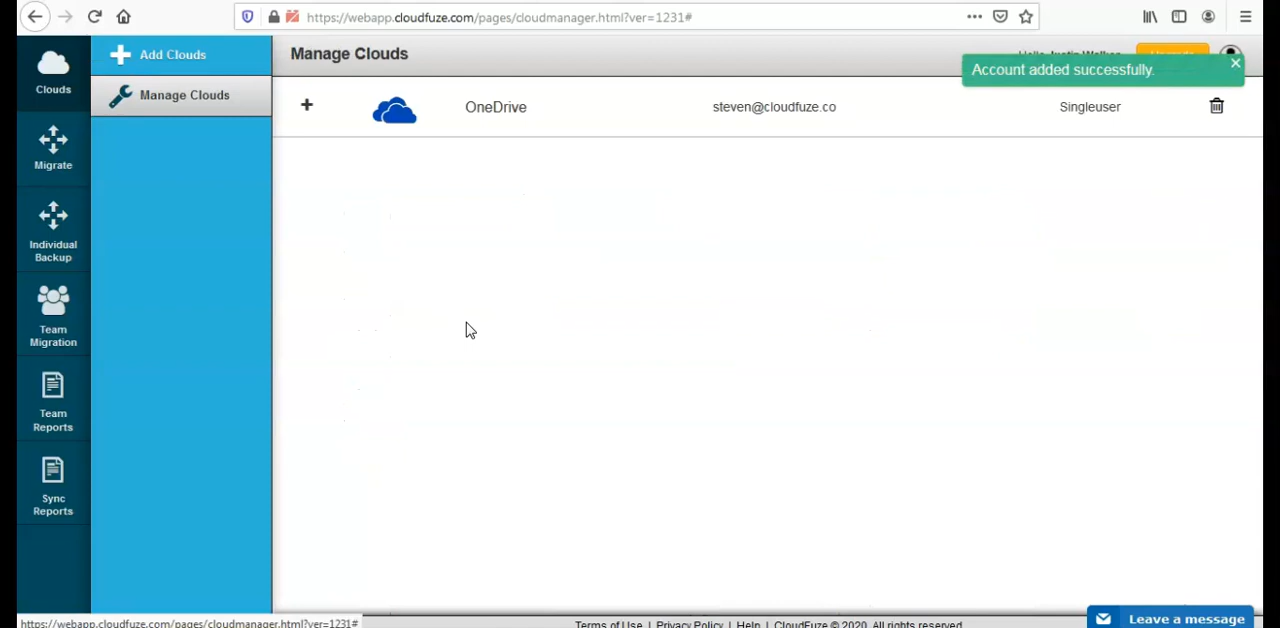 https://webapp.cloudfuze.com/pages/cloudmanager.html?ver=1231#
Clouds
Add Clouds
Manage Clouds
Manage Clouds
Account added successfully.
OneDrive
steven@cloudfuze.co
Singleuser
Migrate
Individual
Backup
Team
Migration
Team
Reports
Sync
Reports
https://webapp.cloudfuze.com/pages/cloudmanager.html?ver=1231#
Terms of Use | Privacy Policy | Help | CloudFuze © 2020. All rights reserved.
Leave a message